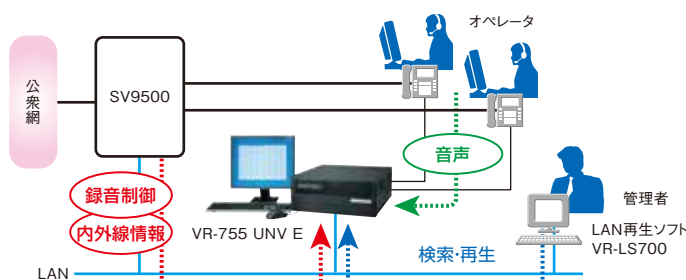 オペレータ
公衆網
SV9500
音声
録音制御
内外線情報
VR-755 UNV E
管理者
LAN再生ソフト
VR-LS700
検索・再生
LAN